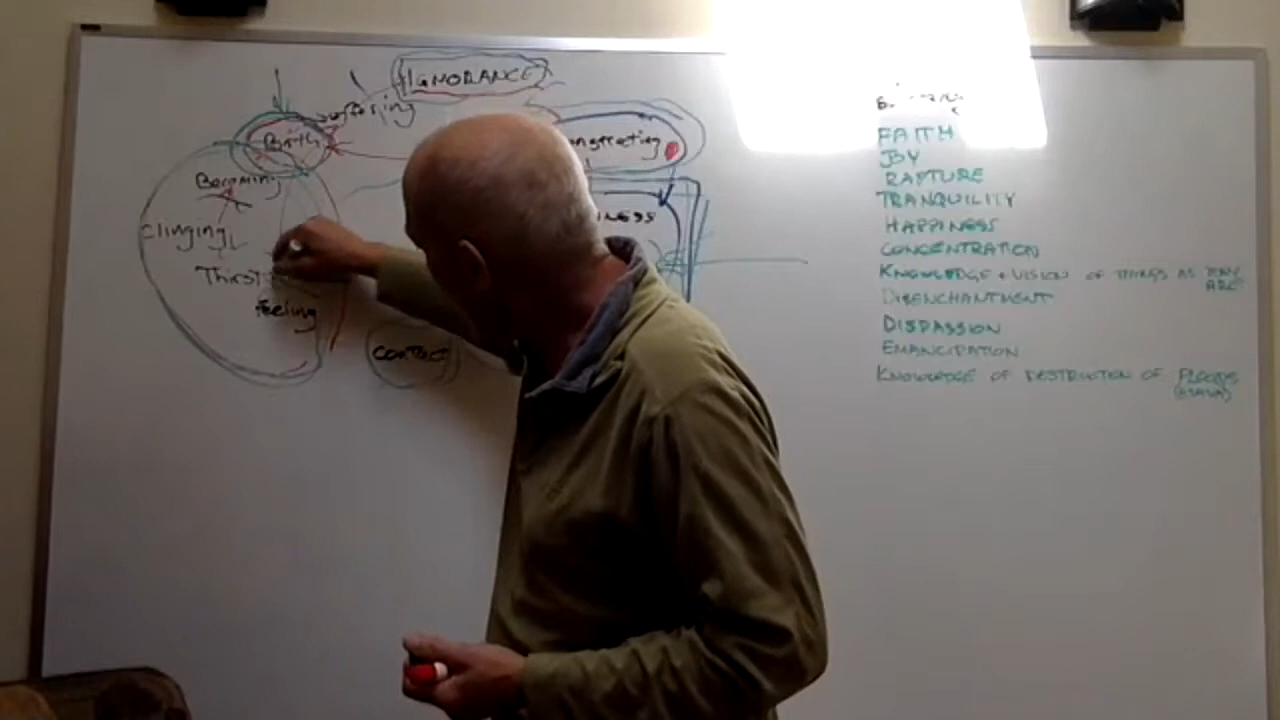 IGNORANCE
suffering
Birth
Becoming
Clinging
Thirst
Feeling
Contact
FAITH
JOY
RAPTURE
TRANQUILITY
HAPPINESS
CONCENTRATION
KNOWLEDGE + VISION OF THINGS AS THEY
ARE
DISENCHANTMENT
DISPASSION
EMANCIPATION
KNOWLEDGE OF DESTRUCTION OF FLOODS
(ASAVA)